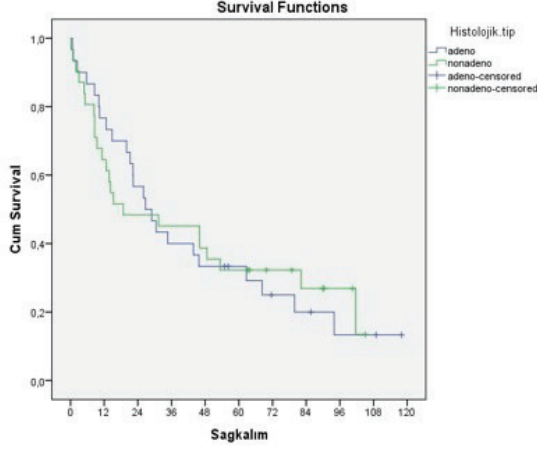 Survival Functions
Histolojik.tip
adeno
nonadeno
adeno-censored
nonadeno-censored
Cum Survival
1,0
0,8
0,6
0,4
0,2
0,0
0 12 24 36 48 60 72 84 96 108 120
Sagkalım